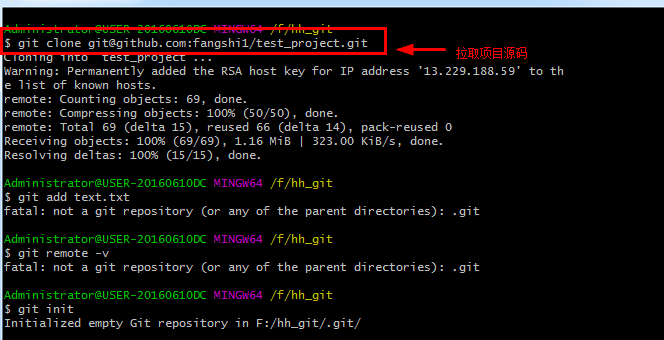 Administrator@USER-20160610DC MINGW64 /f/hh_git
$ git clone git@github.com:fangshi1/test_project.git
拉取项目源码
Cloning into 'test_project'...
Warning: Permanently added the RSA host key for IP address '13.229.188.59' to th
e list of known hosts.
remote: Counting objects: 69, done.
remote: Compressing objects: 100% (50/50), done.
remote: Total 69 (delta 15), reused 66 (delta 14), pack-reused 0
Receiving objects: 100% (69/69), 1.16 MiB | 323.00 KiB/s, done.
Resolving deltas: 100% (15/15), done.
Administrator@USER-20160610DC MINGW64 /f/hh_git
$ git add text.txt
fatal: not a git repository (or any of the parent directories): .git
Administrator@USER-20160610DC MINGW64 /f/hh_git
$ git remote -v
fatal: not a git repository (or any of the parent directories): .git
Administrator@USER-20160610DC MINGW64 /f/hh_git
$ git init
Initialized empty Git repository in F:/hh_git/.git/